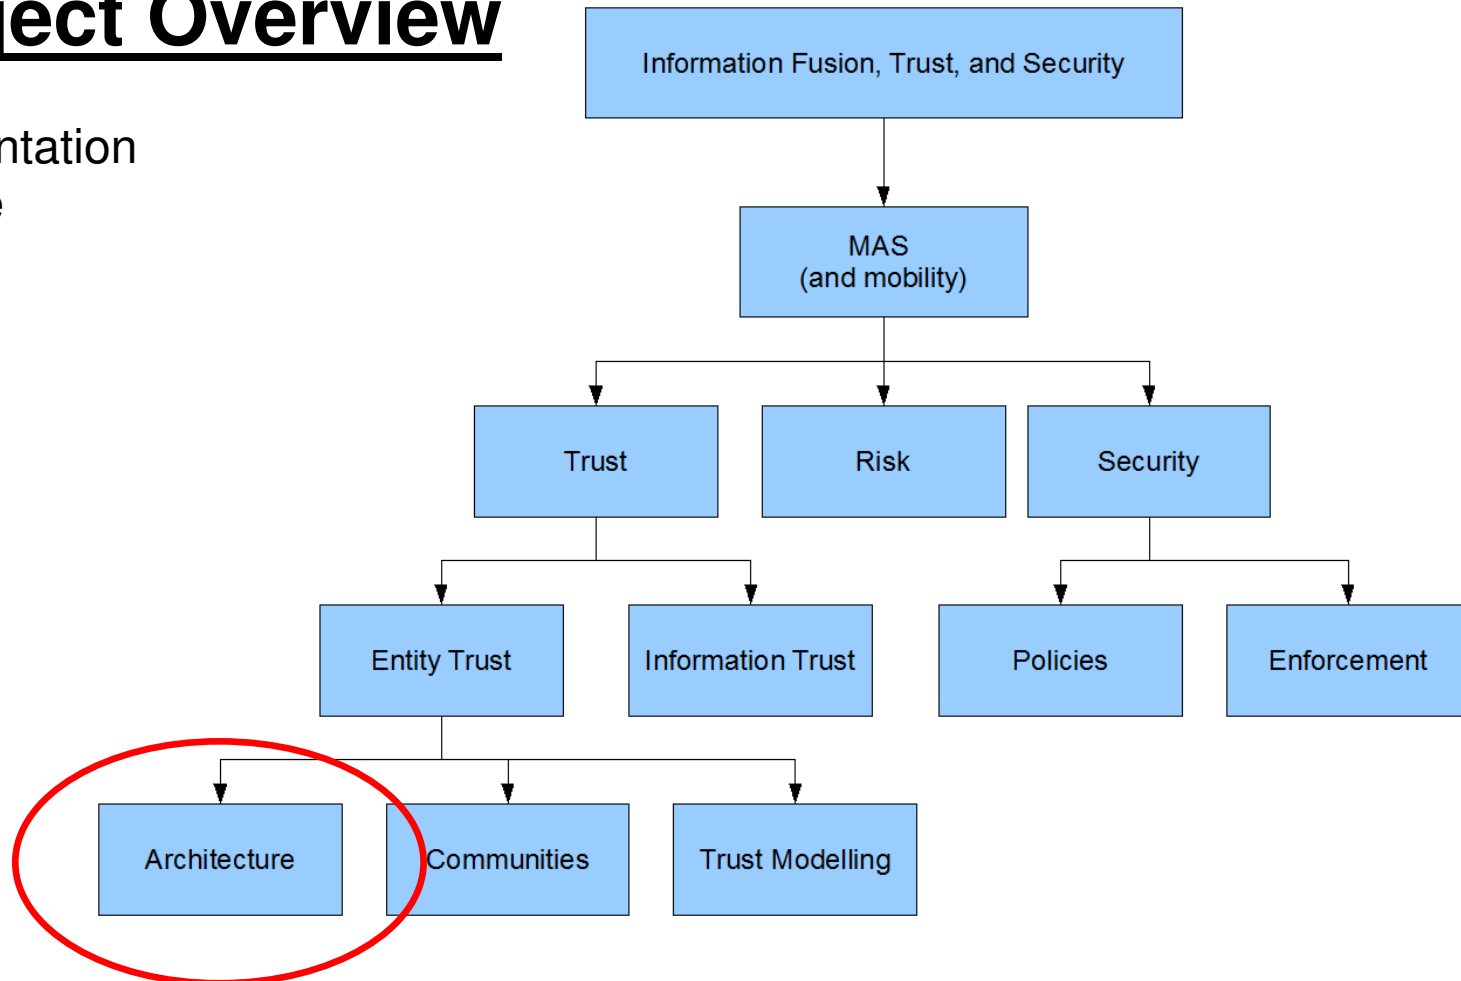 ject Overview
ntation
e
Information Fusion, Trust, and Security
MAS
(and mobility)
Trust
Risk
Security
Entity Trust
Information Trust
Policies
Enforcement
Architecture
Communities
Trust Modelling